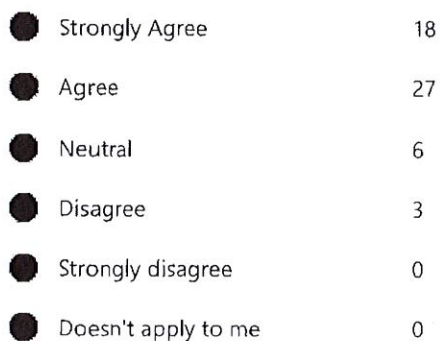 Strongly Agree 18
Agree 27
Neutral 6
Disagree 3
Strongly disagree 0
Doesn't apply to me 0